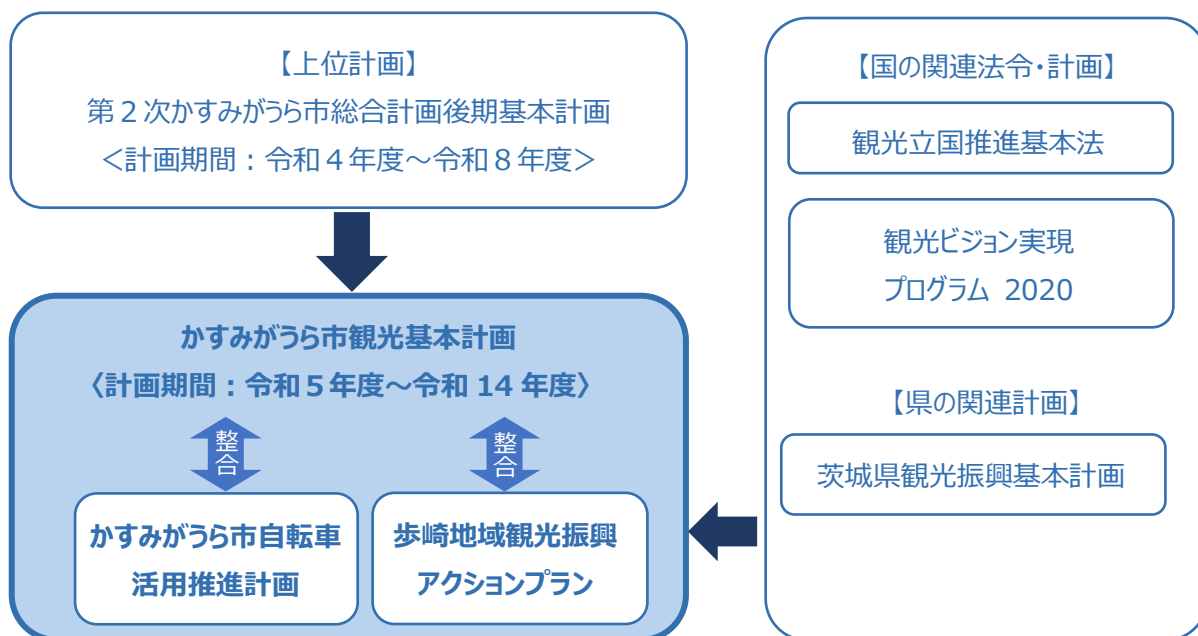 【上位計画】
第２次かすみがうら市総合計画後期基本計画
＜計画期間：令和４年度～令和８年度＞
かすみがうら市観光基本計画
〈計画期間：令和５年度～令和 14 年度〉
整合
整合
かすみがうら市自転車
活用推進計画
歩崎地域観光振興
アクションプラン
【国の関連法令・計画】
観光立国推進基本法
観光ビジョン実現
プログラム 2020
【県の関連計画】
茨城県観光振興基本計画